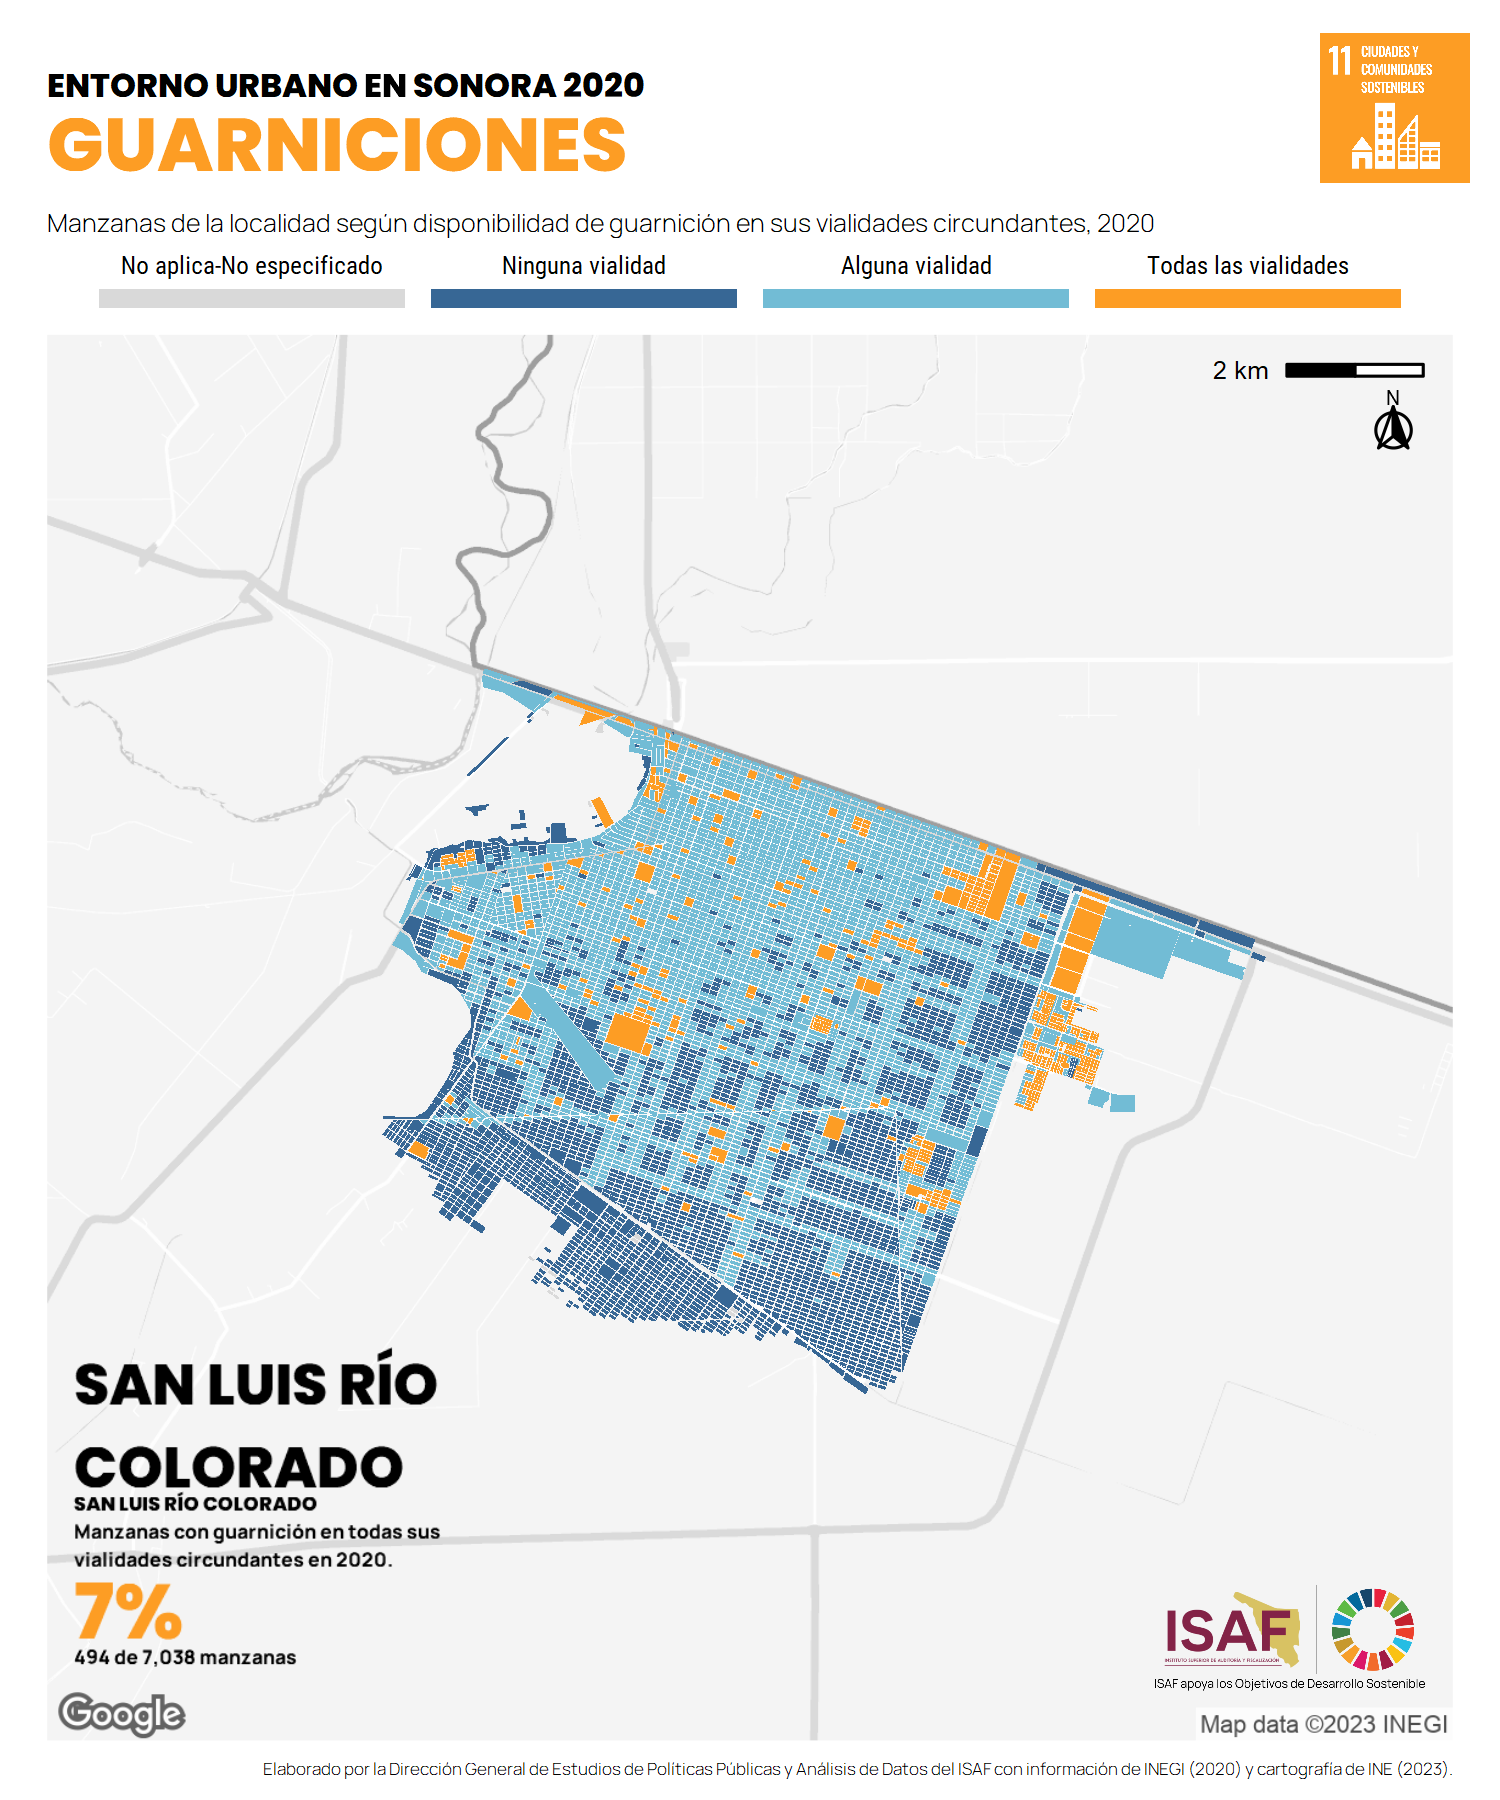 ENTORNO URBANO EN SONORA 2020
GUARNICIONES
11 CIUDADES Y
COMUNIDADES
SOSTENIBLES
Manzanas de la localidad según disponibilidad de guarnición en sus vialidades circundantes, 2020
No aplica-No especificado
Ninguna vialidad
Alguna vialidad
Todas las vialidades
2 km
N
SAN LUIS RÍO
COLORADO
SAN LUIS RÍO COLORADO
Manzanas con guarnición en todas sus
vialidades circundantes en 2020.
7%
494 de 7,038 manzanas
ISAF
INSTITUTO SUPERIOR DE AUDITORÍA Y FISCALIZACIÓN
ISAF apoya los Objetivos de Desarrollo Sostenible
Google
Map data ©2023 INEGI
Elaborado por la Dirección General de Estudios de Políticas Públicas y Análisis de Datos del ISAF con información de INEGI (2020) y cartografía de INE (2023).